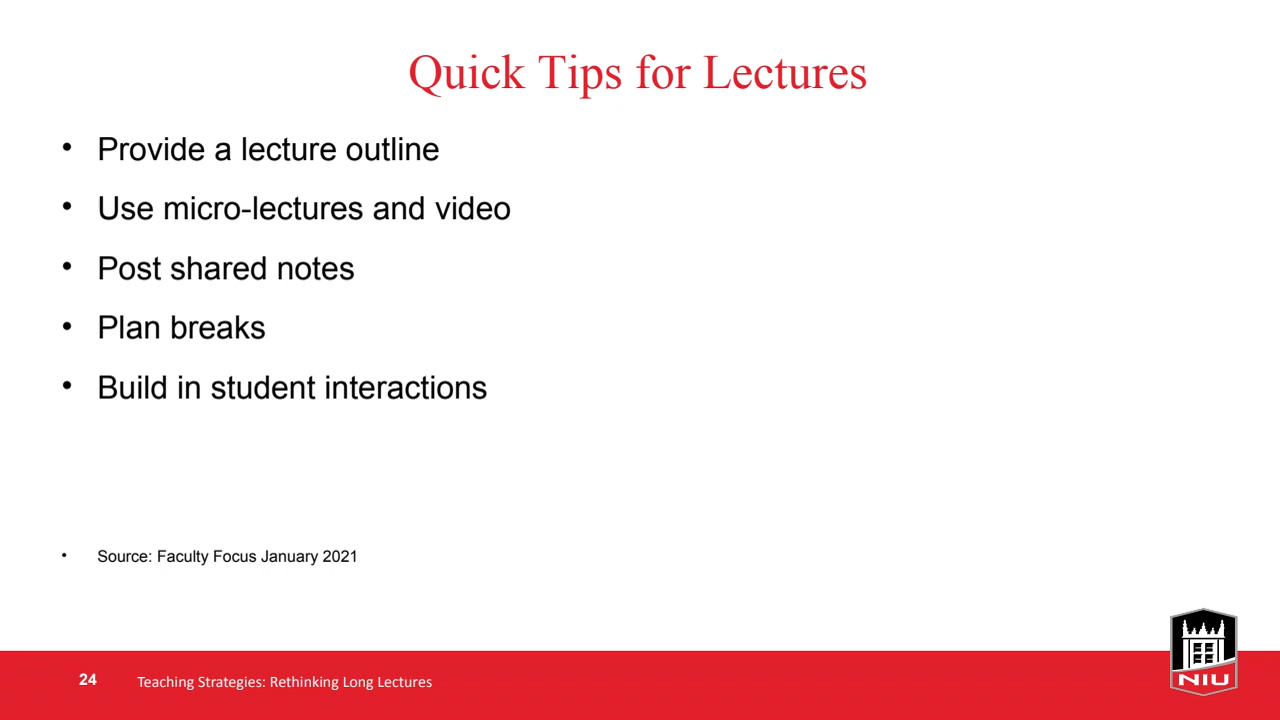 Quick Tips for Lectures
• Provide a lecture outline
• Use micro-lectures and video
• Post shared notes
• Plan breaks
• Build in student interactions
• Source: Faculty Focus January 2021
24 Teaching Strategies: Rethinking Long Lectures
NIU